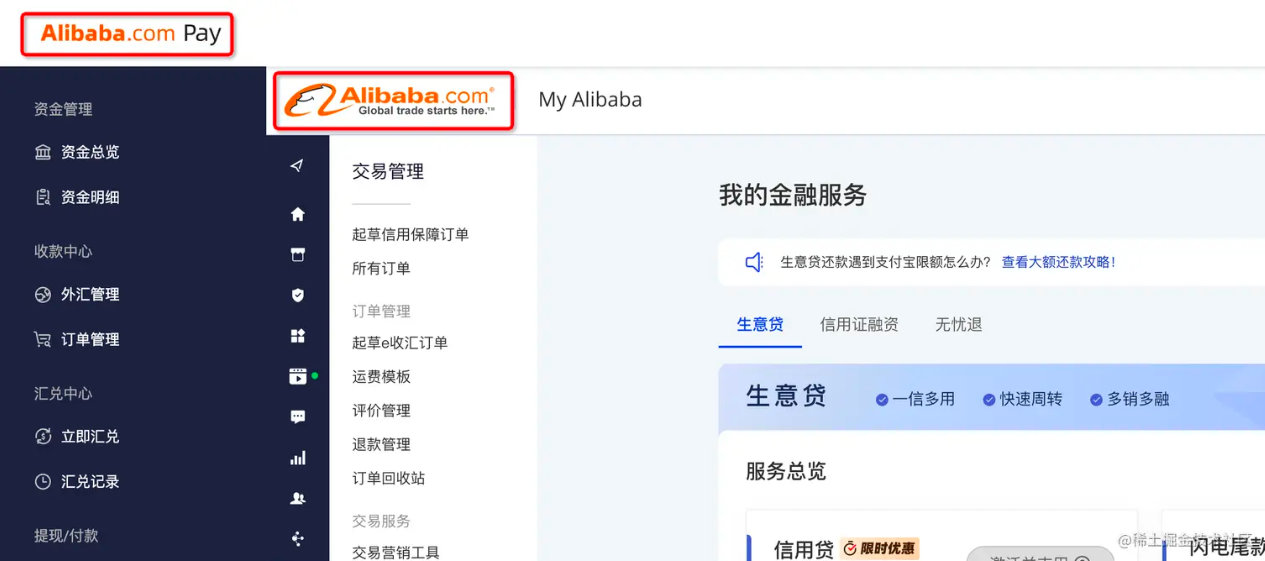 Alibaba.com Pay
资金管理
资金总览
资金明细
收款中心
外汇管理
订单管理
汇兑中心
立即汇兑
汇兑记录
提现/付款
Alibaba.com®
Global trade starts here.™
My Alibaba
交易管理
起草信用保障订单
所有订单
订单管理
起草e收汇订单
运费模板
评价管理
退款管理
订单回收站
交易服务
交易营销工具
我的金融服务
生意贷还款遇到支付宝限额怎么办? 查看大额还款攻略!
生意贷 信用证融资 无忧退
生意贷 一信多用 快速周转 多销多融
服务总览
信用贷 限时优惠
闪电尾款
@稀土掘金技术社区